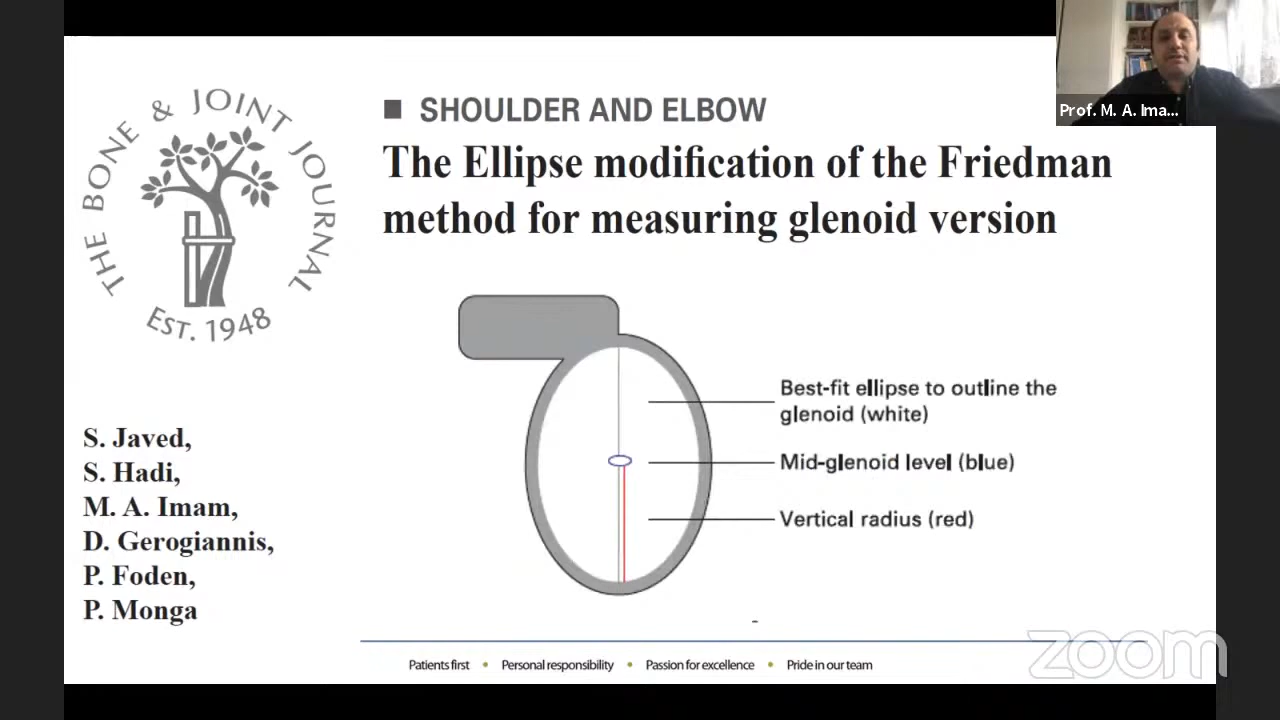 THE BONE & JOINT JOURNAL
EST. 1948
■ SHOULDER AND ELBOW
The Ellipse modification of the Friedman
method for measuring glenoid version
Best-fit ellipse to outline the
glenoid (white)
Mid-glenoid level (blue)
Vertical radius (red)
S. Javed,
S. Hadi,
M. A. Imam,
D. Gerogiannis,
P. Foden,
P. Monga
Patients first • Personal responsibility • Passion for excellence • Pride in our team
Prof. M. A. Ima...
zoom